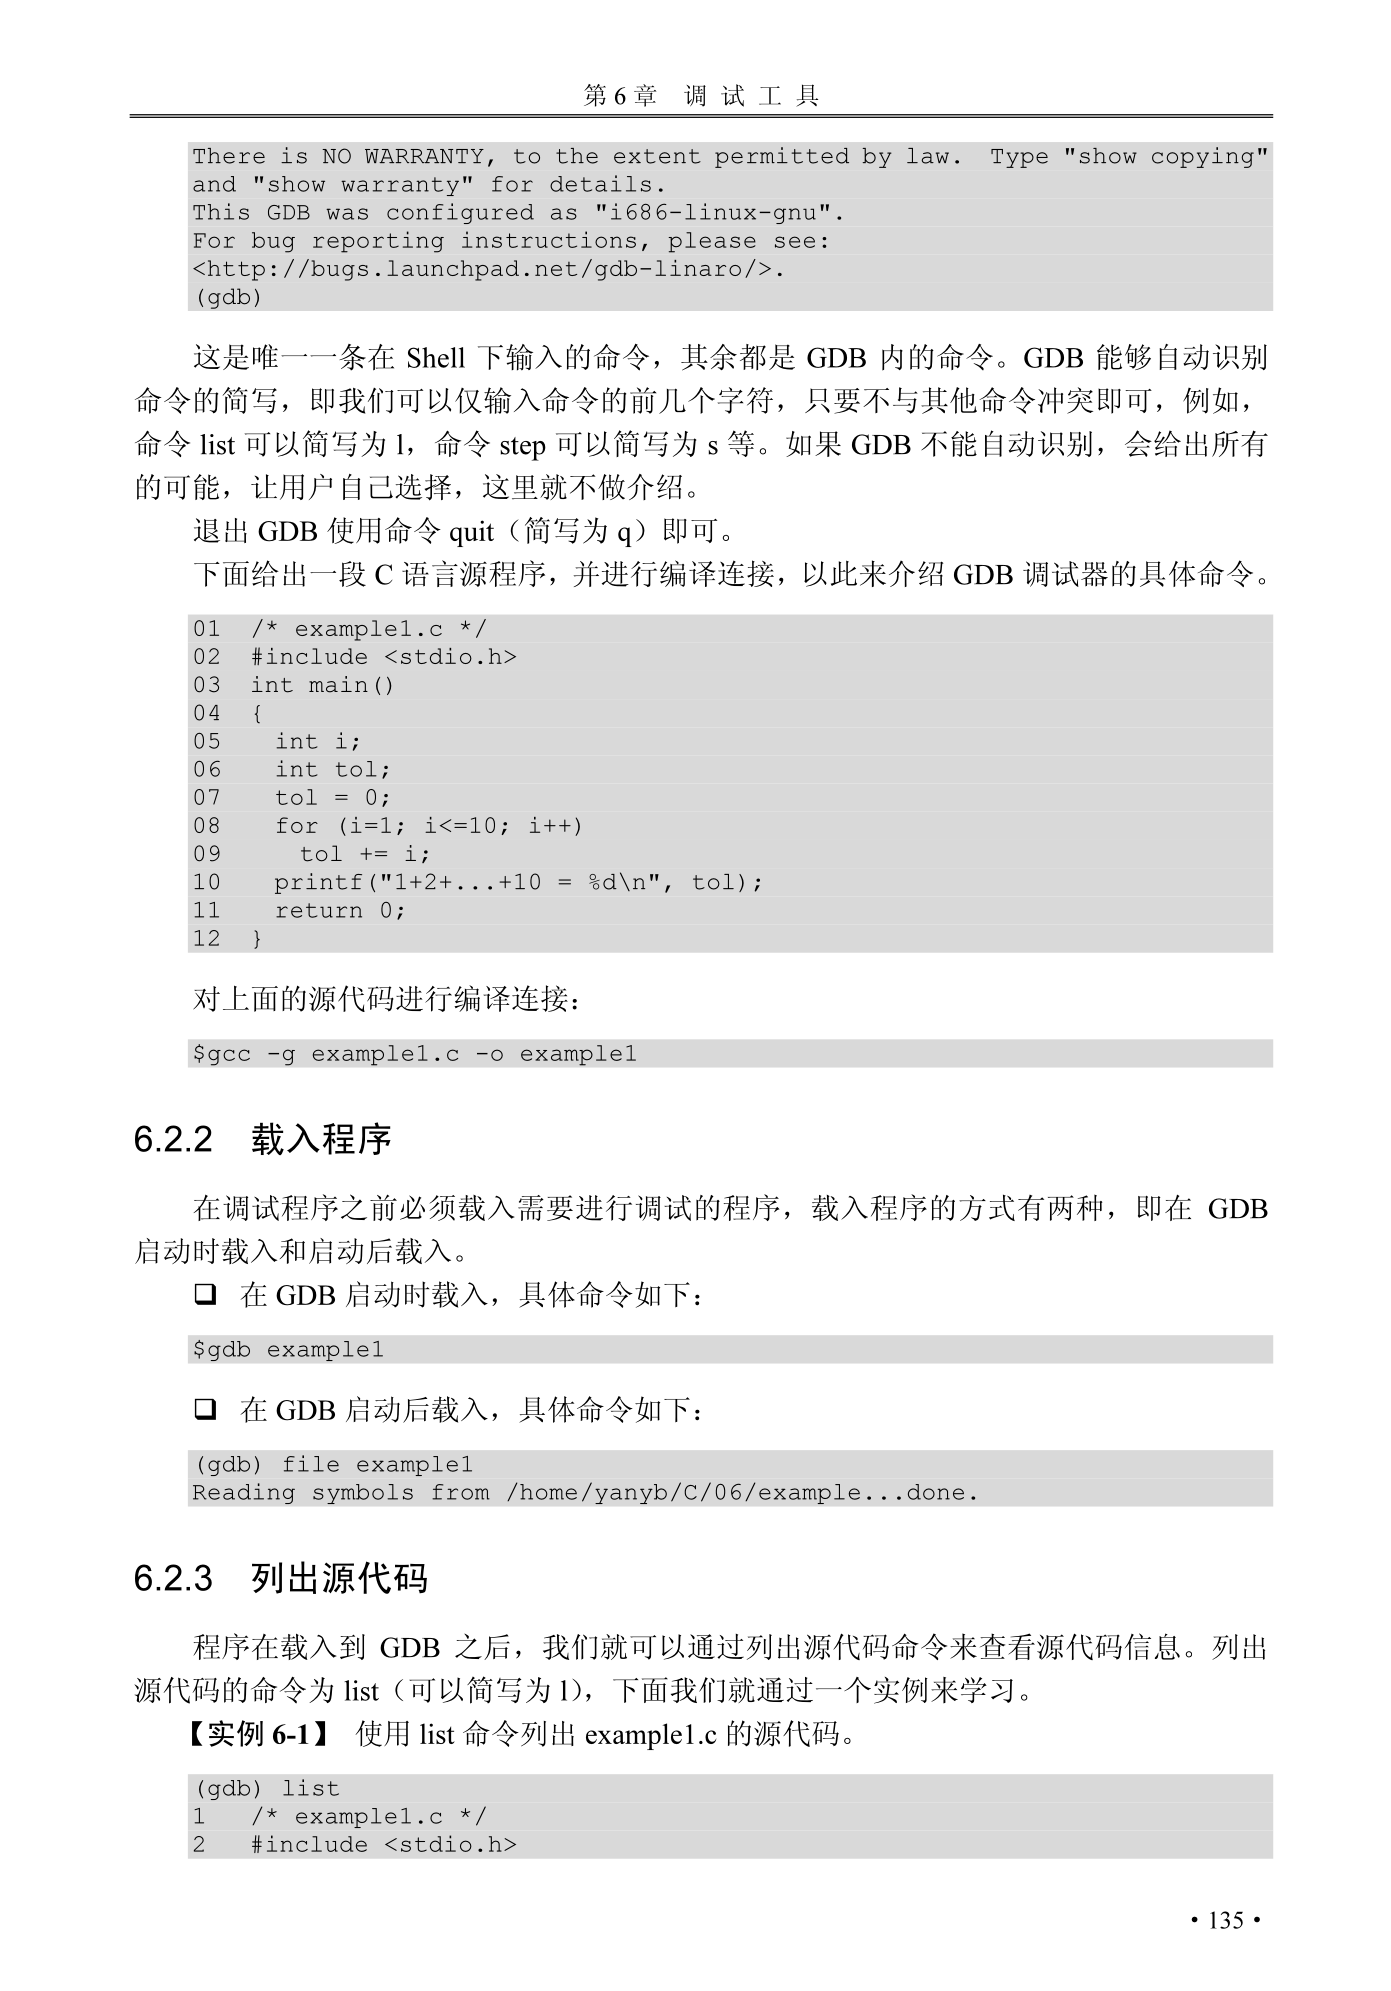 第 6 章　调 试 工 具
There is NO WARRANTY, to the extent permitted by law.  Type "show copying"
and "show warranty" for details.
This GDB was configured as "i686-linux-gnu".
For bug reporting instructions, please see:
<http://bugs.launchpad.net/gdb-linaro/>.
(gdb)
这是唯一一条在 Shell 下输入的命令，其余都是 GDB 内的命令。GDB 能够自动识别
命令的简写，即我们可以仅输入命令的前几个字符，只要不与其他命令冲突即可，例如，
命令 list 可以简写为 l，命令 step 可以简写为 s 等。如果 GDB 不能自动识别，会给出所有
的可能，让用户自己选择，这里就不做介绍。
退出 GDB 使用命令 quit（简写为 q）即可。
下面给出一段 C 语言源程序，并进行编译连接，以此来介绍 GDB 调试器的具体命令。
01  /* example1.c */
02  #include <stdio.h>
03  int main()
04  {
05    int i;
06    int tol;
07    tol = 0;
08    for (i=1; i<=10; i++)
09      tol += i;
10    printf("1+2+...+10 = %d\n", tol);
11    return 0;
12  }
对上面的源代码进行编译连接：
$gcc -g example1.c -o example1
6.2.2　载入程序
在调试程序之前必须载入需要进行调试的程序，载入程序的方式有两种，即在 GDB
启动时载入和启动后载入。
❑ 在 GDB 启动时载入，具体命令如下：
$gdb example1
❑ 在 GDB 启动后载入，具体命令如下：
(gdb) file example1
Reading symbols from /home/yanyb/C/06/example...done.
6.2.3　列出源代码
程序在载入到 GDB 之后，我们就可以通过列出源代码命令来查看源代码信息。列出
源代码的命令为 list（可以简写为 l），下面我们就通过一个实例来学习。
【实例 6-1】 使用 list 命令列出 example1.c 的源代码。
(gdb) list
1   /* example1.c */
2   #include <stdio.h>
• 135 •